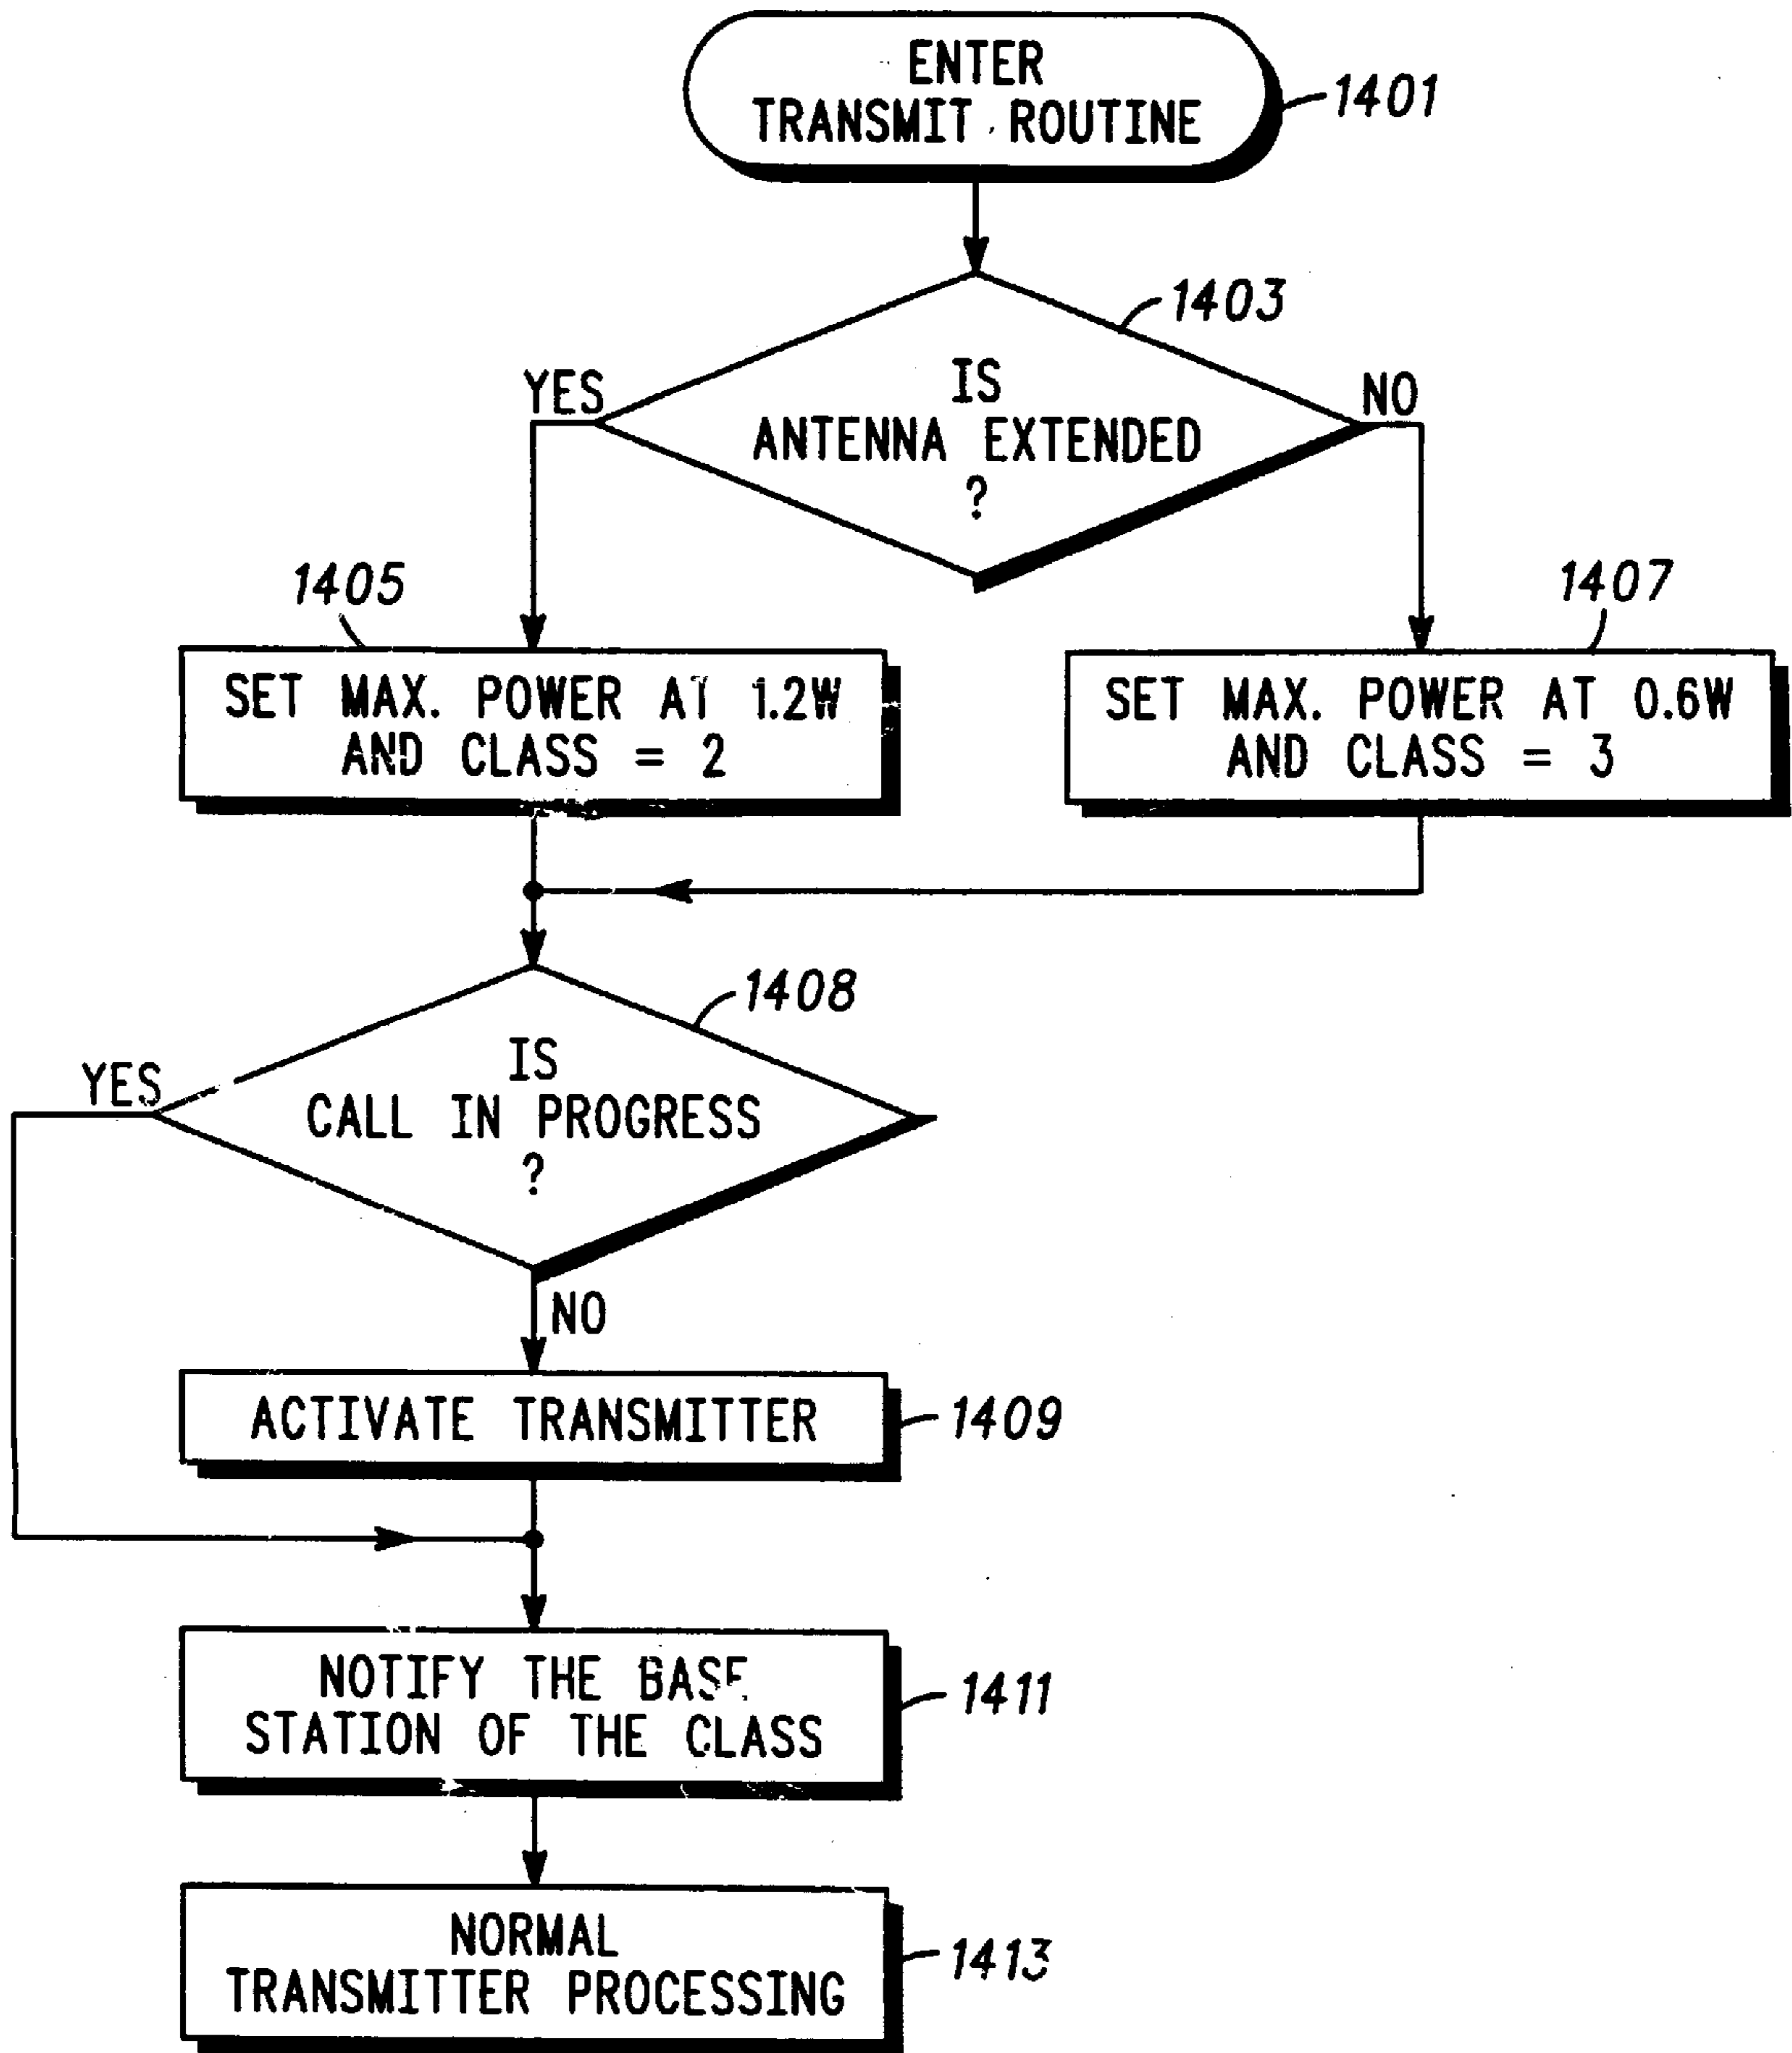 ENTER
TRANSMIT ROUTINE
1401
1403
IS
ANTENNA EXTENDED
?
YES
NO
1405
SET MAX. POWER AT 1.2W
AND CLASS = 2
1407
SET MAX. POWER AT 0.6W
AND CLASS = 3
1408
IS
CALL IN PROGRESS
?
YES
NO
ACTIVATE TRANSMITTER
1409
NOTIFY THE BASE
STATION OF THE CLASS
1411
NORMAL
TRANSMITTER PROCESSING
1413